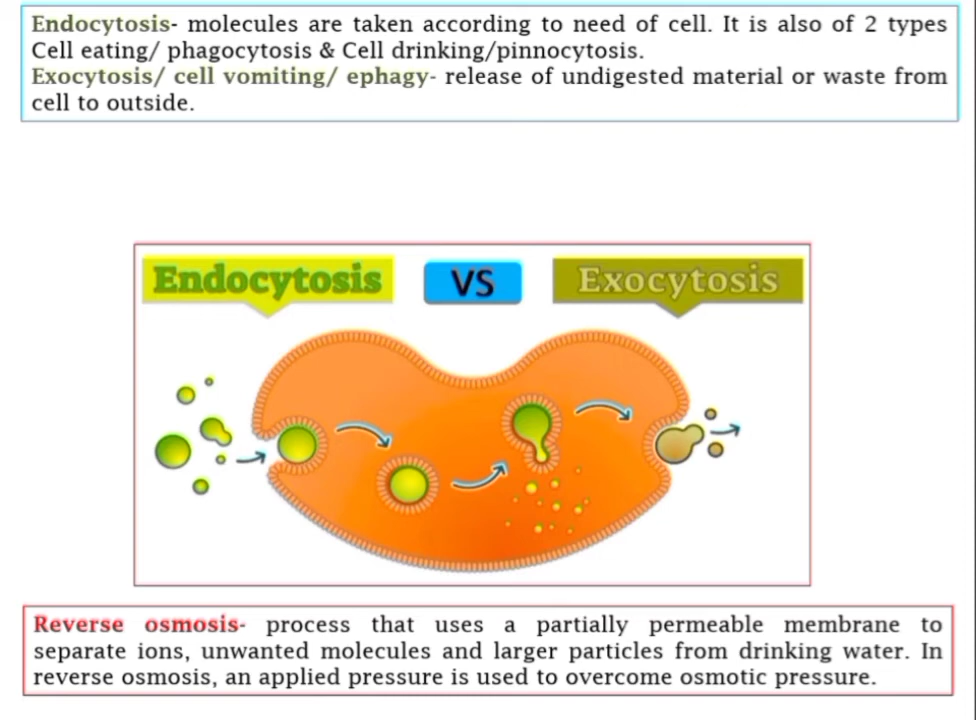 Endocytosis- molecules are taken according to need of cell. It is also of 2 types
Cell eating/ phagocytosis & Cell drinking/pinnocytosis.
Exocytosis/ cell vomiting/ ephagy- release of undigested material or waste from
cell to outside.
Endocytosis VS Exocytosis
Reverse osmosis- process that uses a partially permeable membrane to
separate ions, unwanted molecules and larger particles from drinking water. In
reverse osmosis, an applied pressure is used to overcome osmotic pressure.